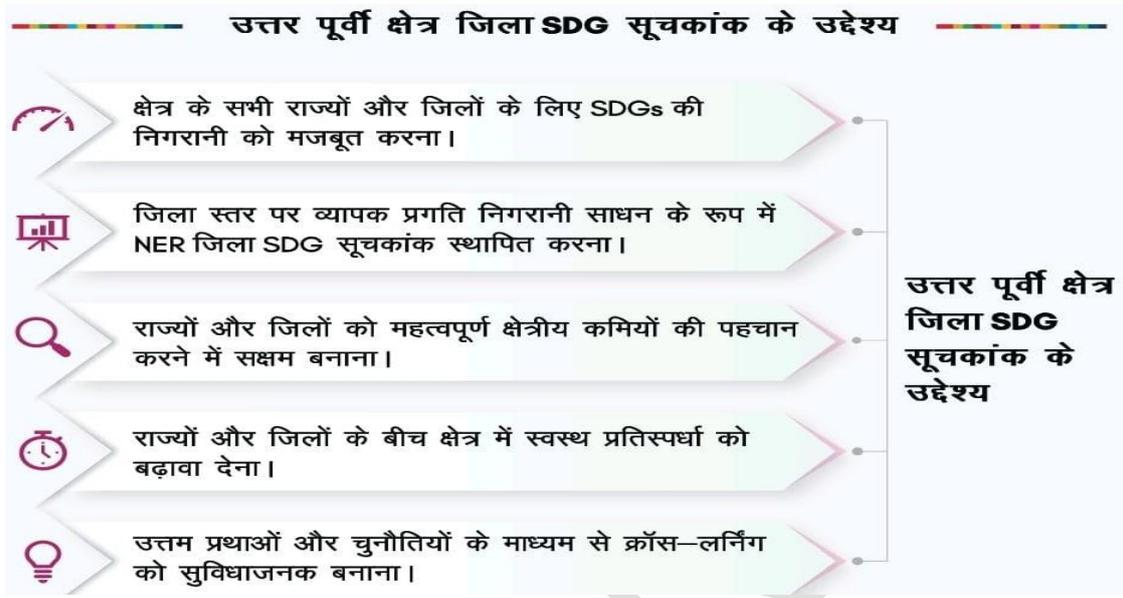 उत्तर पूर्वी क्षेत्र जिला SDG सूचकांक के उद्देश्य
क्षेत्र के सभी राज्यों और जिलों के लिए SDGs की
निगरानी को मजबूत करना।
जिला स्तर पर व्यापक प्रगति निगरानी साधन के रूप में
NER जिला SDG सूचकांक स्थापित करना।
राज्यों और जिलों को महत्वपूर्ण क्षेत्रीय कमियों की पहचान
करने में सक्षम बनाना।
राज्यों और जिलों के बीच क्षेत्र में स्वस्थ प्रतिस्पर्धा को
बढ़ावा देना।
उत्तम प्रथाओं और चुनौतियों के माध्यम से क्रॉस–लर्निंग
को सुविधाजनक बनाना।
उत्तर पूर्वी क्षेत्र
जिला SDG
सूचकांक के
उद्देश्य